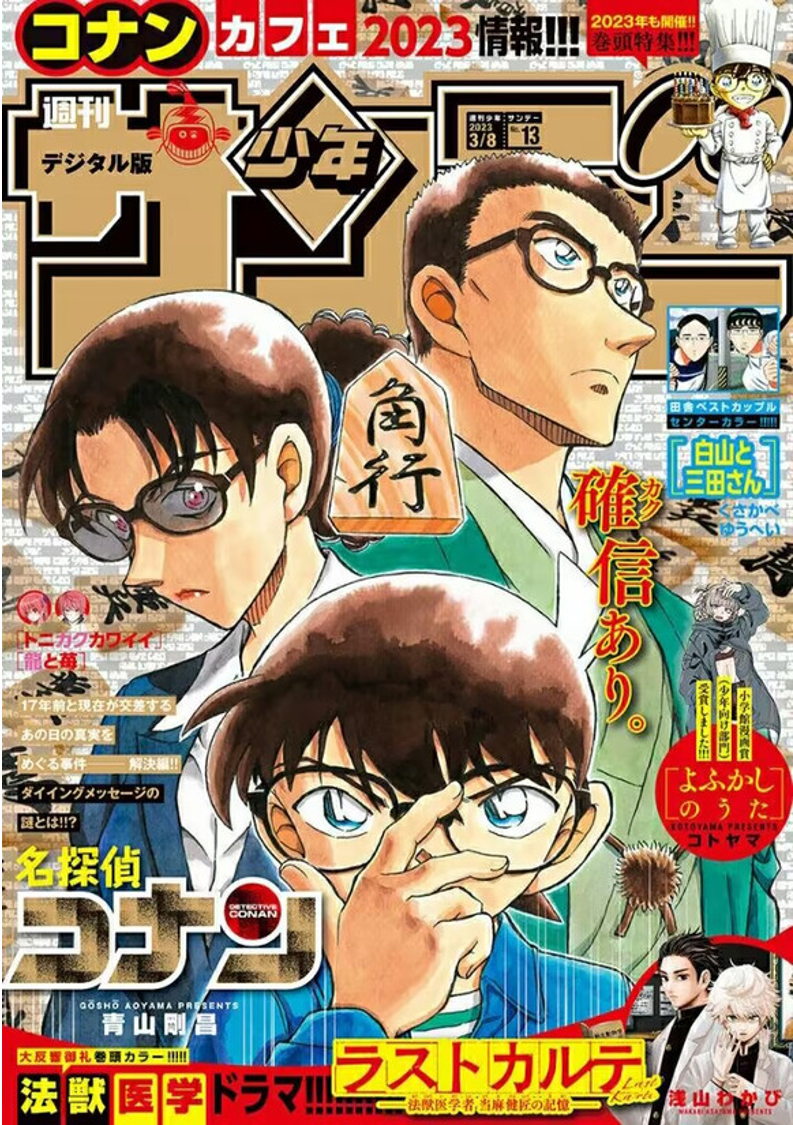 コナンカフェ2023情報!!!
2023年も開催!!
巻頭特集!!!
週刊
少年
サンデー
デジタル版
週刊少年サンデー
2023
3/8
No.13
角行
田舎ベストカップル
センターカラー!!!!!
[白山と
三田さん]
くさかべ
ゆうへい
カク
確信あり。
[トニカクカワイイ]
[龍と苺]
17年前と現在が交差する
あの日の真実を
めぐる事件――解決編!!
ダイイングメッセージの
謎とは!!?
小学館漫画賞
(少年向け部門)
受賞しました!!!
[よふかし
のうた]
KOTOYAMA PRESENTS
コトヤマ
名探偵
コナン
DETECTIVE
CONAN
GOSHO AOYAMA PRESENTS
青山剛昌
大反響御礼巻頭カラー!!!!!
法獣医学ドラマ!!!
ラストカルテ
Last Karte
―法獣医学者 当麻健匠の記憶―
浅山わかび
WAKABI ASAYAMA PRESENTS